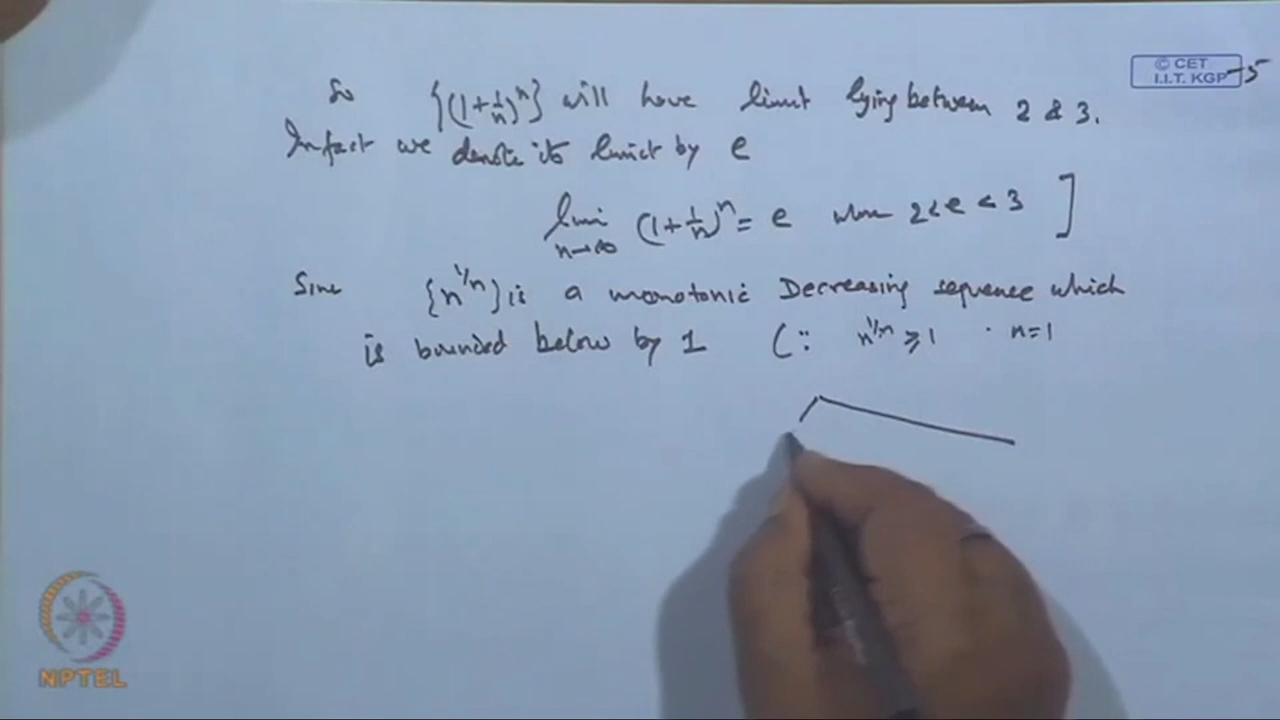 © CET
I.I.T. KGP -5
So {(1+1/n)^n} will have limit lying between 2 & 3.
Infact we denote its limit by e
lim n→∞ (1+1/n)^n = e where 2<e<3 ]
Since {n^1/n} is a monotonic Decreasing sequence which
is bounded below by 1 (∵ n^1/n ≥ 1 · n=1
NPTEL